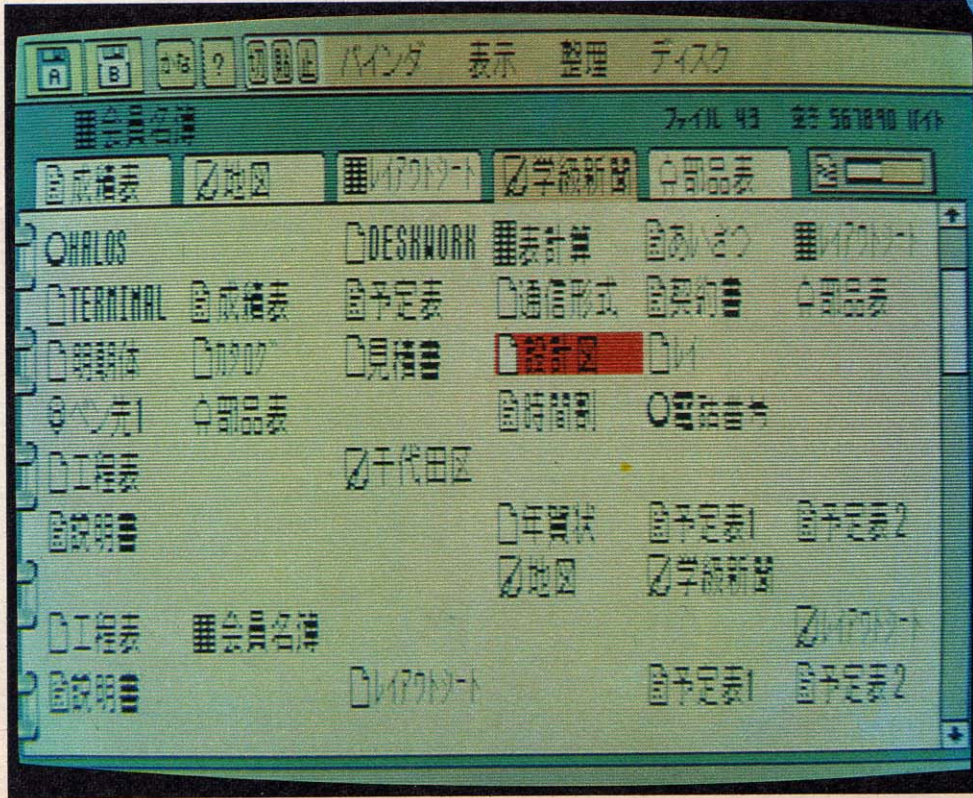 A B かな ? 切 貼 止 バインダ 表示 整理 ディスク
会員名簿 ファイル 43 空き 567890 バイト
成績表 地図 レイアウトシート 学級新聞 部品表
HALOS DESKWORK 表計算 あいさつ レイアウトシート
TERMINAL 成績表 予定表 通信形式 契約書 部品表
明朝体 カタログ 見積書 設計図 レイ
ペン先1 部品表 時間割 電話番号
工程表 千代田区
説明書 年賀状 予定表1 予定表2
地図 学級新聞
工程表 会員名簿 レイアウトシート
説明書 レイアウトシート 予定表1 予定表2